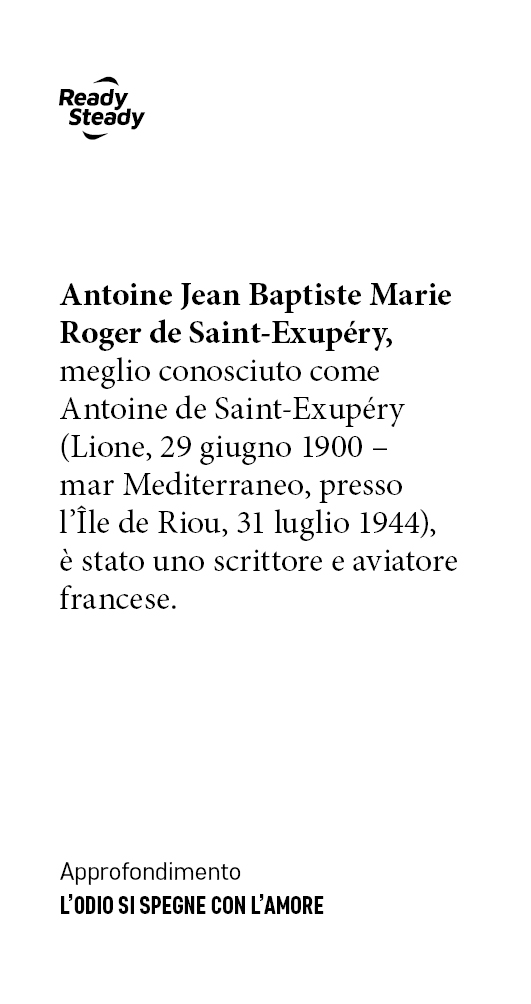 Ready
Steady
Antoine Jean Baptiste Marie
Roger de Saint-Exupéry,
meglio conosciuto come
Antoine de Saint-Exupéry
(Lione, 29 giugno 1900 –
mar Mediterraneo, presso
l’Île de Riou, 31 luglio 1944),
è stato uno scrittore e aviatore
francese.
Approfondimento
L’ODIO SI SPEGNE CON L’AMORE